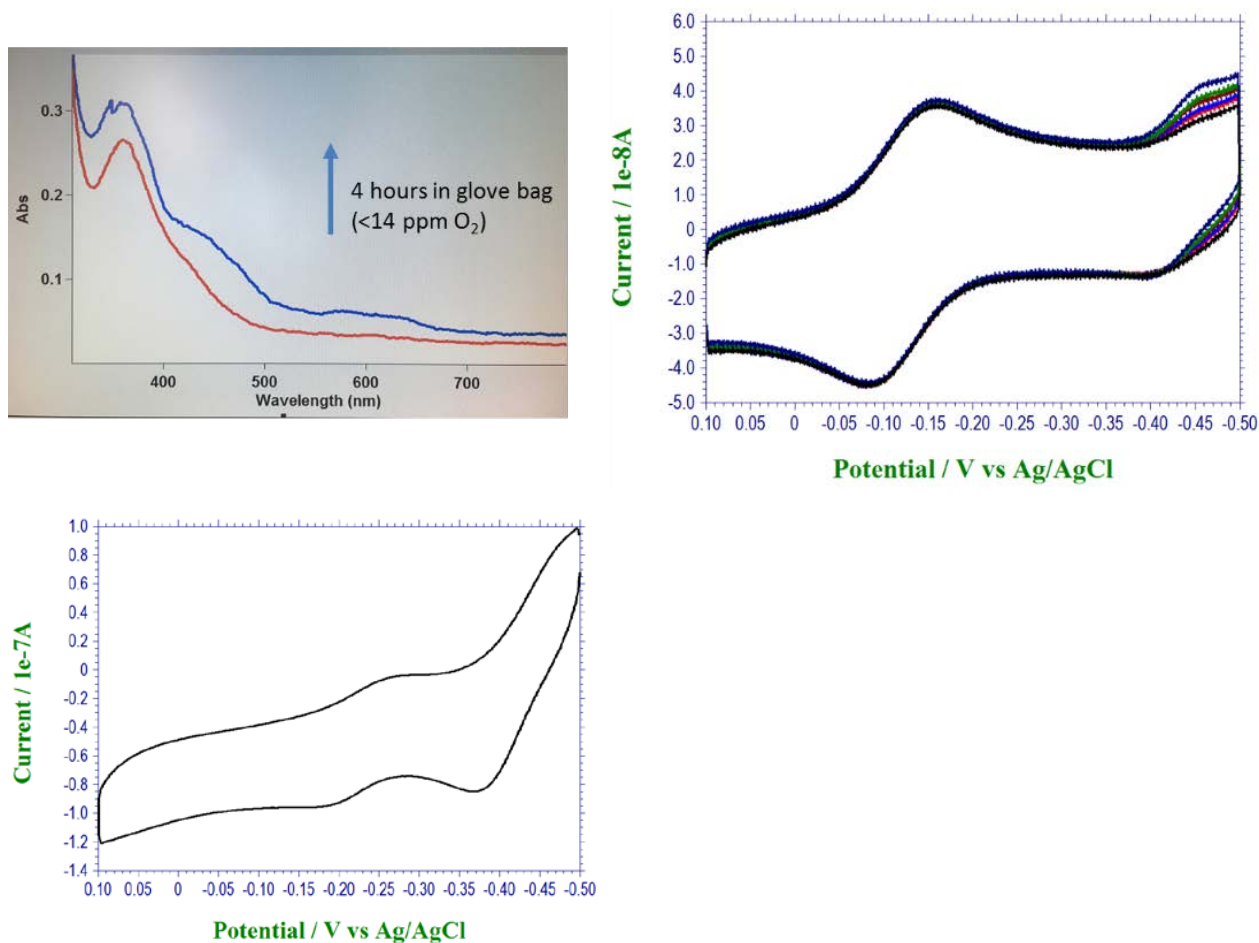 0.3
0.2
0.1
Abs
400 500 600 700
Wavelength (nm)
4 hours in glove bag
(<14 ppm O₂)
6.0
5.0
4.0
3.0
2.0
1.0
0
-1.0
-2.0
-3.0
-4.0
-5.0
Current / 1e-8A
0.10 0.05 0 -0.05 -0.10 -0.15 -0.20 -0.25 -0.30 -0.35 -0.40 -0.45 -0.50
Potential / V vs Ag/AgCl
1.0
0.8
0.6
0.4
0.2
0
-0.2
-0.4
-0.6
-0.8
-1.0
-1.2
-1.4
Current / 1e-7A
0.10 0.05 0 -0.05 -0.10 -0.15 -0.20 -0.25 -0.30 -0.35 -0.40 -0.45 -0.50
Potential / V vs Ag/AgCl